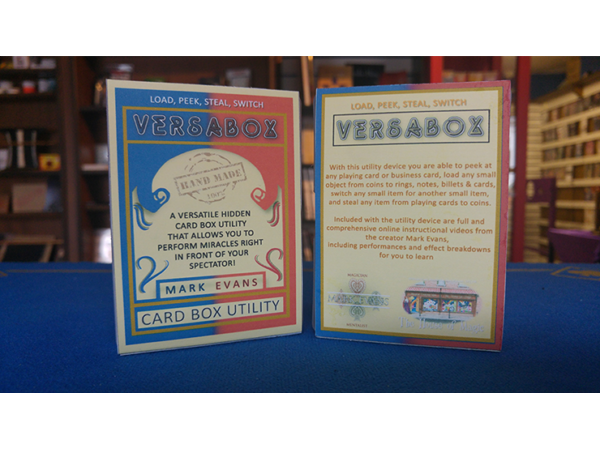 LOAD, PEEK, STEAL, SWITCH
VERSABOX
HAND MADE
A VERSATILE HIDDEN
CARD BOX UTILITY
THAT ALLOWS YOU TO
PERFORM MIRACLES RIGHT
IN FRONT OF YOUR
SPECTATOR!
MARK EVANS
CARD BOX UTILITY
LOAD, PEEK, STEAL, SWITCH
VERSABOX
With this utility device you are able to peek at
any playing card or business card, load any small
object from coins to rings, notes, billets & cards,
switch any small item for another small item,
and steal any item from playing cards to coins.
Included with the utility device are full and
comprehensive online instructional videos from
the creator Mark Evans,
including performances and effect breakdowns
for you to learn